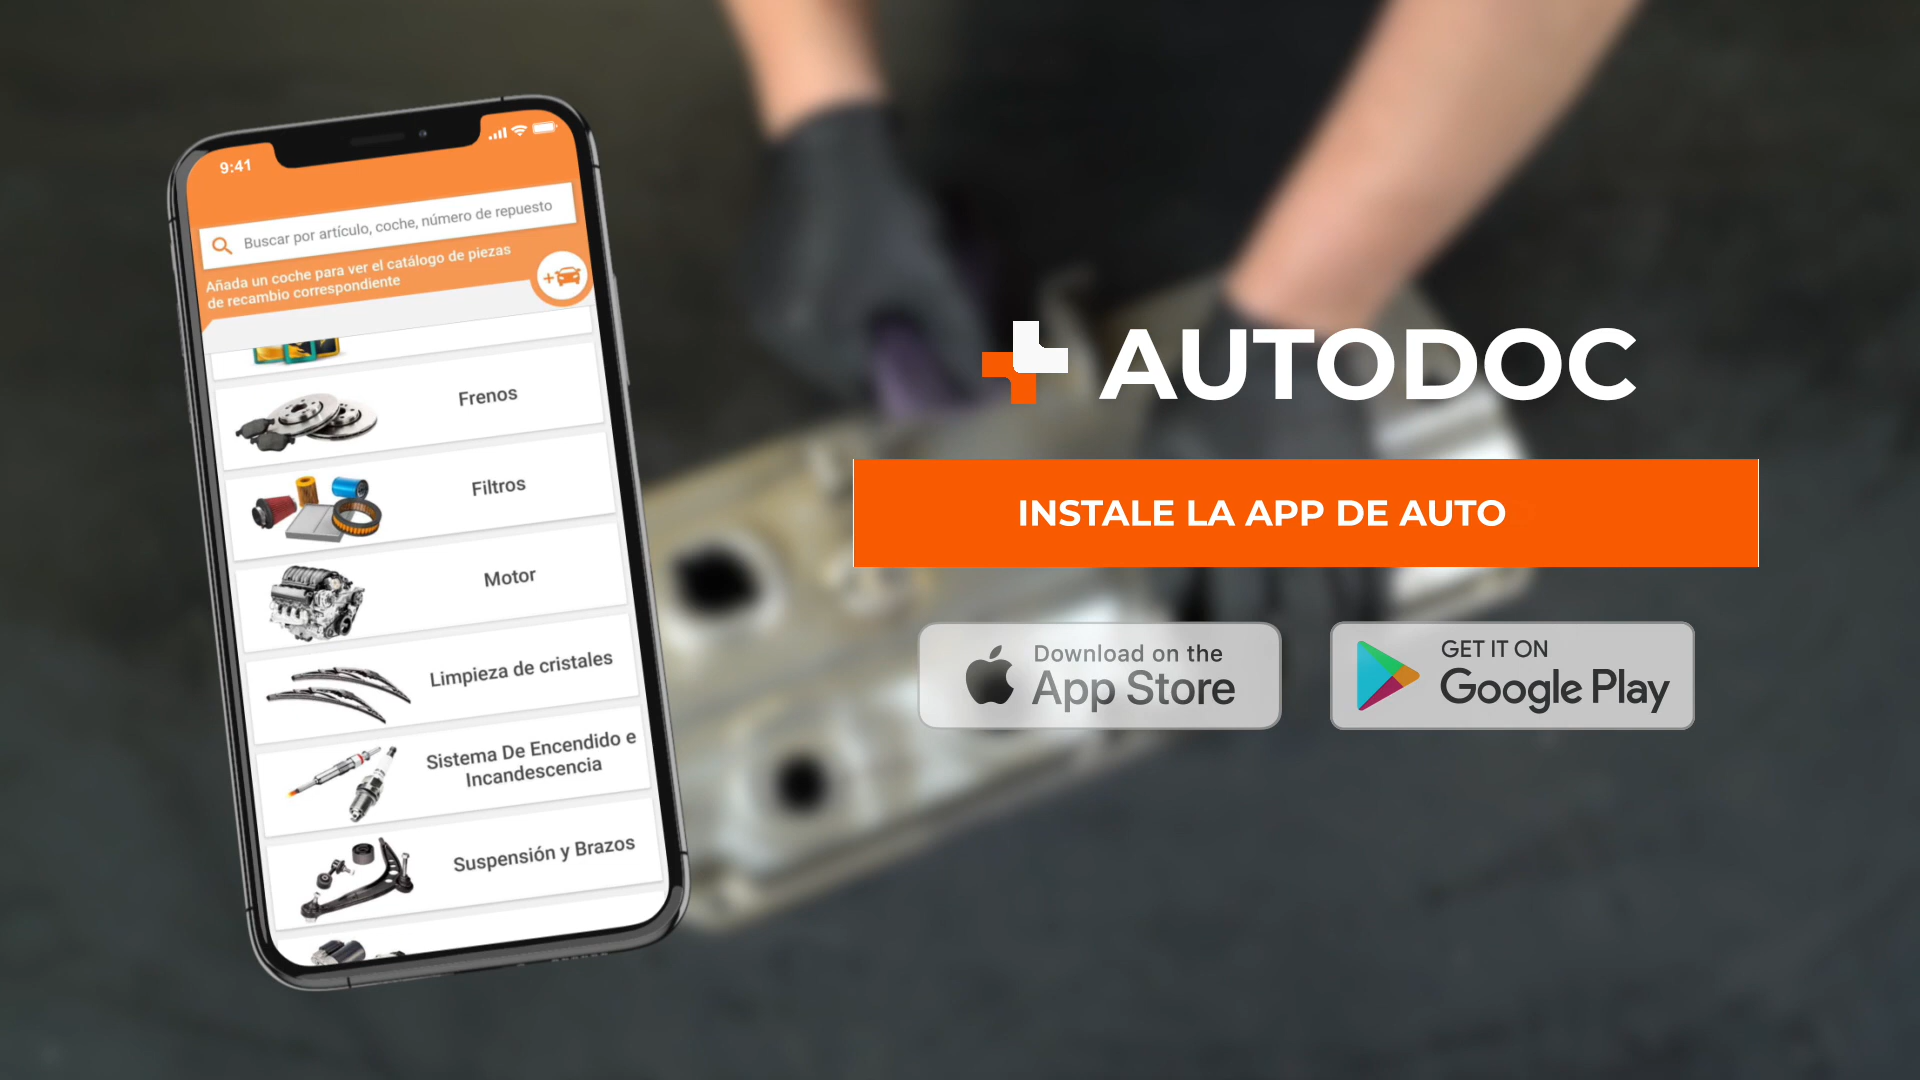 9:41
Buscar por artículo, coche, número de repuesto
Añada un coche para ver el catálogo de piezas
de recambio correspondiente
Frenos
Filtros
Motor
Limpieza de cristales
Sistema De Encendido e
Incandescencia
Suspensión y Brazos
AUTODOC
INSTALE LA APP DE AUTO
Download on the
App Store
GET IT ON
Google Play